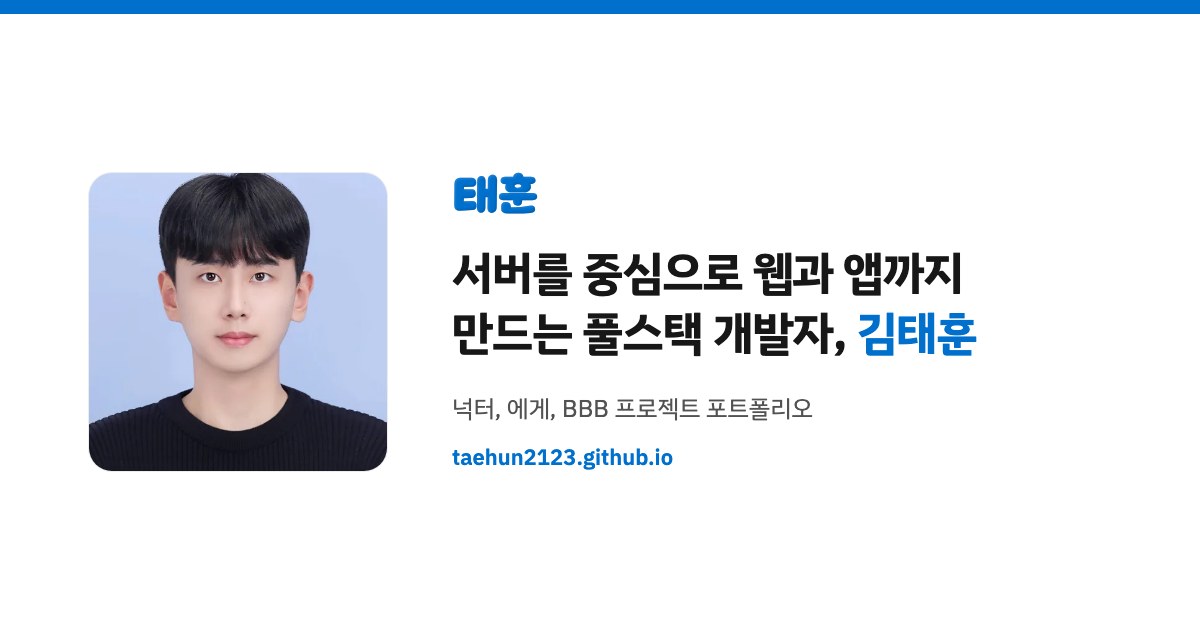 태훈
서버를 중심으로 웹과 앱까지
만드는 풀스택 개발자, 김태훈
넉터, 에게, BBB 프로젝트 포트폴리오
taehun2123.github.io